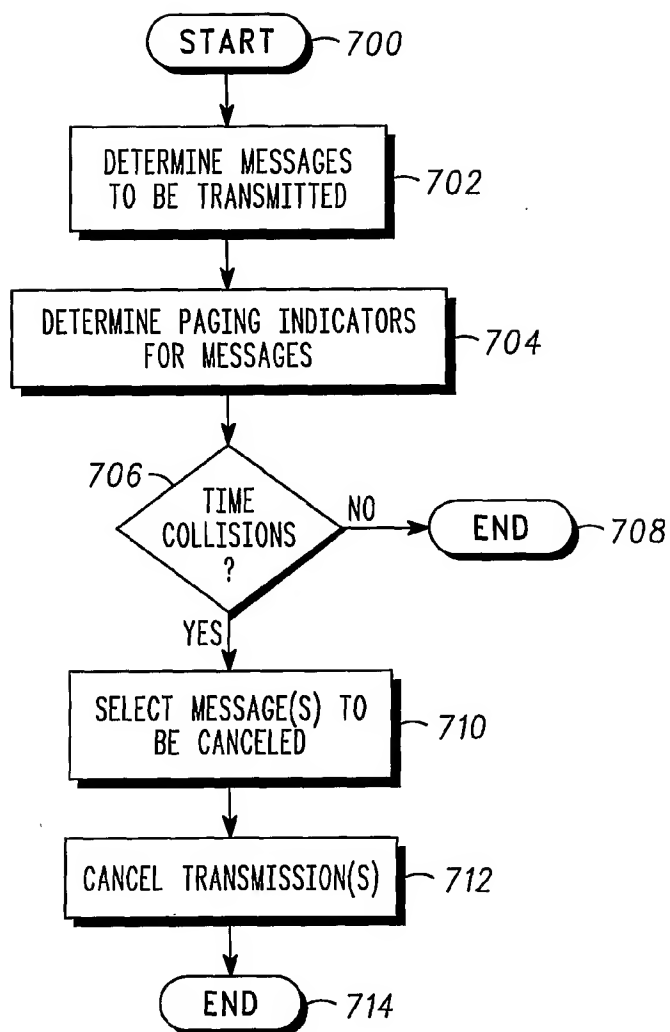 START
700
DETERMINE MESSAGES
TO BE TRANSMITTED
702
DETERMINE PAGING INDICATORS
FOR MESSAGES
704
706
TIME
COLLISIONS
?
NO
END
708
YES
SELECT MESSAGE(S) TO
BE CANCELED
710
CANCEL TRANSMISSION(S)
712
END
714